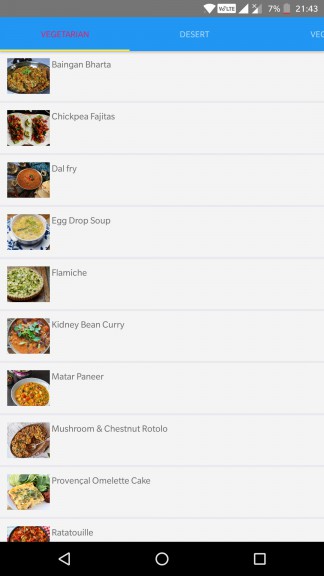 VoLTE 7% 21:43
VEGETARIAN DESERT VEG
Baingan Bharta
Chickpea Fajitas
Dal fry
Egg Drop Soup
Flamiche
Kidney Bean Curry
Matar Paneer
Mushroom & Chestnut Rotolo
Provençal Omelette Cake
Ratatouille